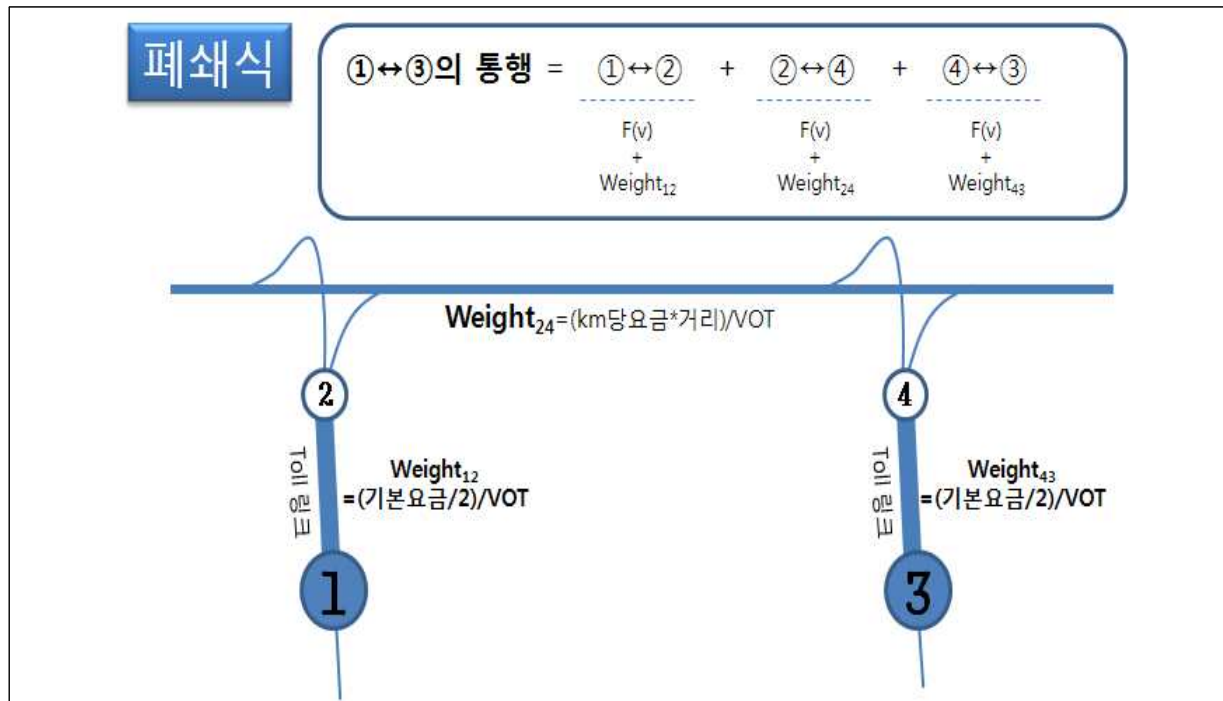 폐쇄식
①↔③의 통행 = ①↔② + ②↔④ + ④↔③
F(v) F(v) F(v)
+ + +
Weight₁₂ Weight₂₄ Weight₄₃
Weight₂₄=(km당요금*거리)/VOT
2 4
Toll 링크 Weight₁₂ Toll 링크 Weight₄₃
=(기본요금/2)/VOT =(기본요금/2)/VOT
1 3